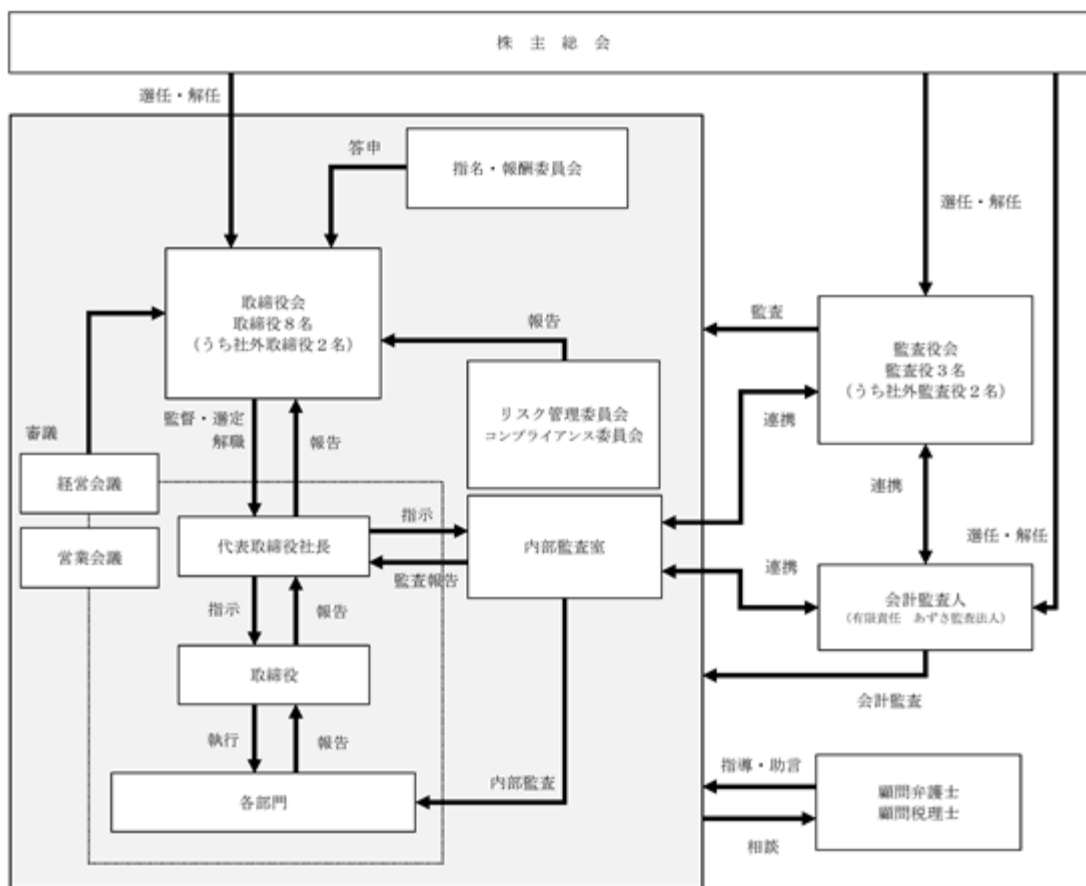 株 主 総 会
選任・解任
答申
指名・報酬委員会
選任・解任
取締役会
取締役8名
(うち社外取締役2名)
報告
監査
監査役会
監査役3名
(うち社外監査役2名)
監督・選定
解職
報告
リスク管理委員会
コンプライアンス委員会
連携
審議
経営会議
連携
営業会議
代表取締役社長
指示
監査報告
内部監査室
選任・解任
連携
会計監査人
(有限責任 あずさ監査法人)
指示
報告
取締役
会計監査
執行
報告
内部監査
各部門
指導・助言
顧問弁護士
顧問税理士
相談